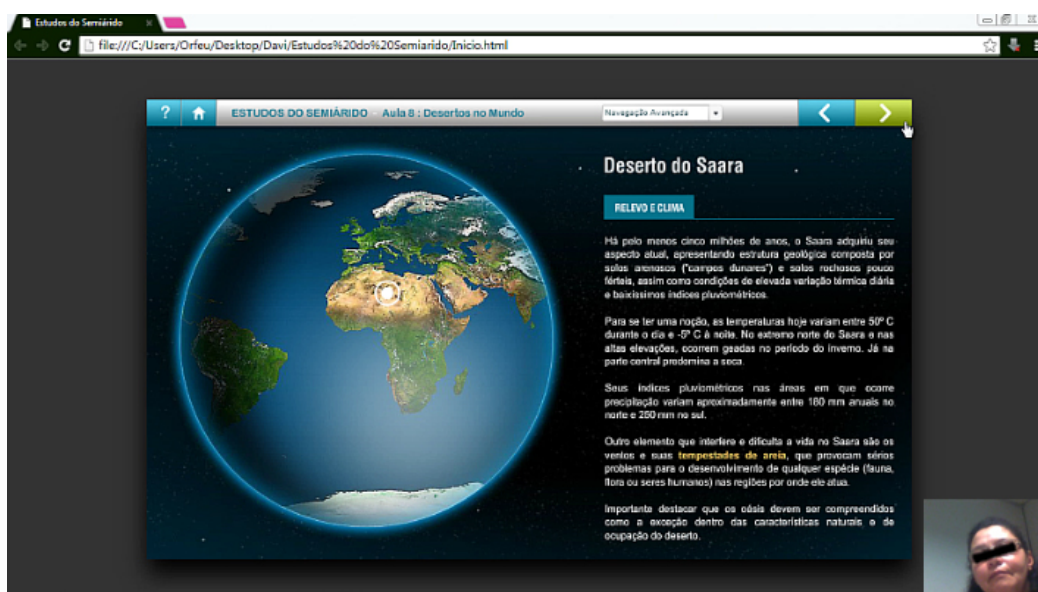 Estudos do Semiárido
file:///C:/Users/Orfeu/Desktop/Davi/Estudos%20do%20Semiarido/Inicio.html
? ESTUDOS DO SEMIÁRIDO - Aula 8 : Desertos no Mundo Navegação Avançada
Deserto do Saara
RELEVO E CLIMA
Há pelo menos cinco milhões de anos, o Saara adquiriu seu
aspecto atual, apresentando estrutura geológica composta por
solos arenosos ("campos dunares") e solos rochosos pouco
férteis, assim como condições de elevada variação térmica diária
e baixíssimos índices pluviométricos.
Para se ter uma noção, as temperaturas hoje variam entre 50º C
durante o dia e -5º C à noite. No extremo norte do Saara e nas
altas elevações, ocorrem geadas no período do inverno. Já na
parte central predomina a seca.
Seus índices pluviométricos nas áreas em que ocorre
precipitação variam aproximadamente entre 160 mm anuais no
norte e 250 mm no sul.
Outro elemento que interfere e dificulta a vida no Saara são os
ventos e suas tempestades de areia, que provocam sérios
problemas para o desenvolvimento de qualquer espécie (fauna,
flora ou seres humanos) nas regiões por onde ele atua.
Importante destacar que os oásis devem ser compreendidos
como a exceção dentro das características naturais e de
ocupação do deserto.